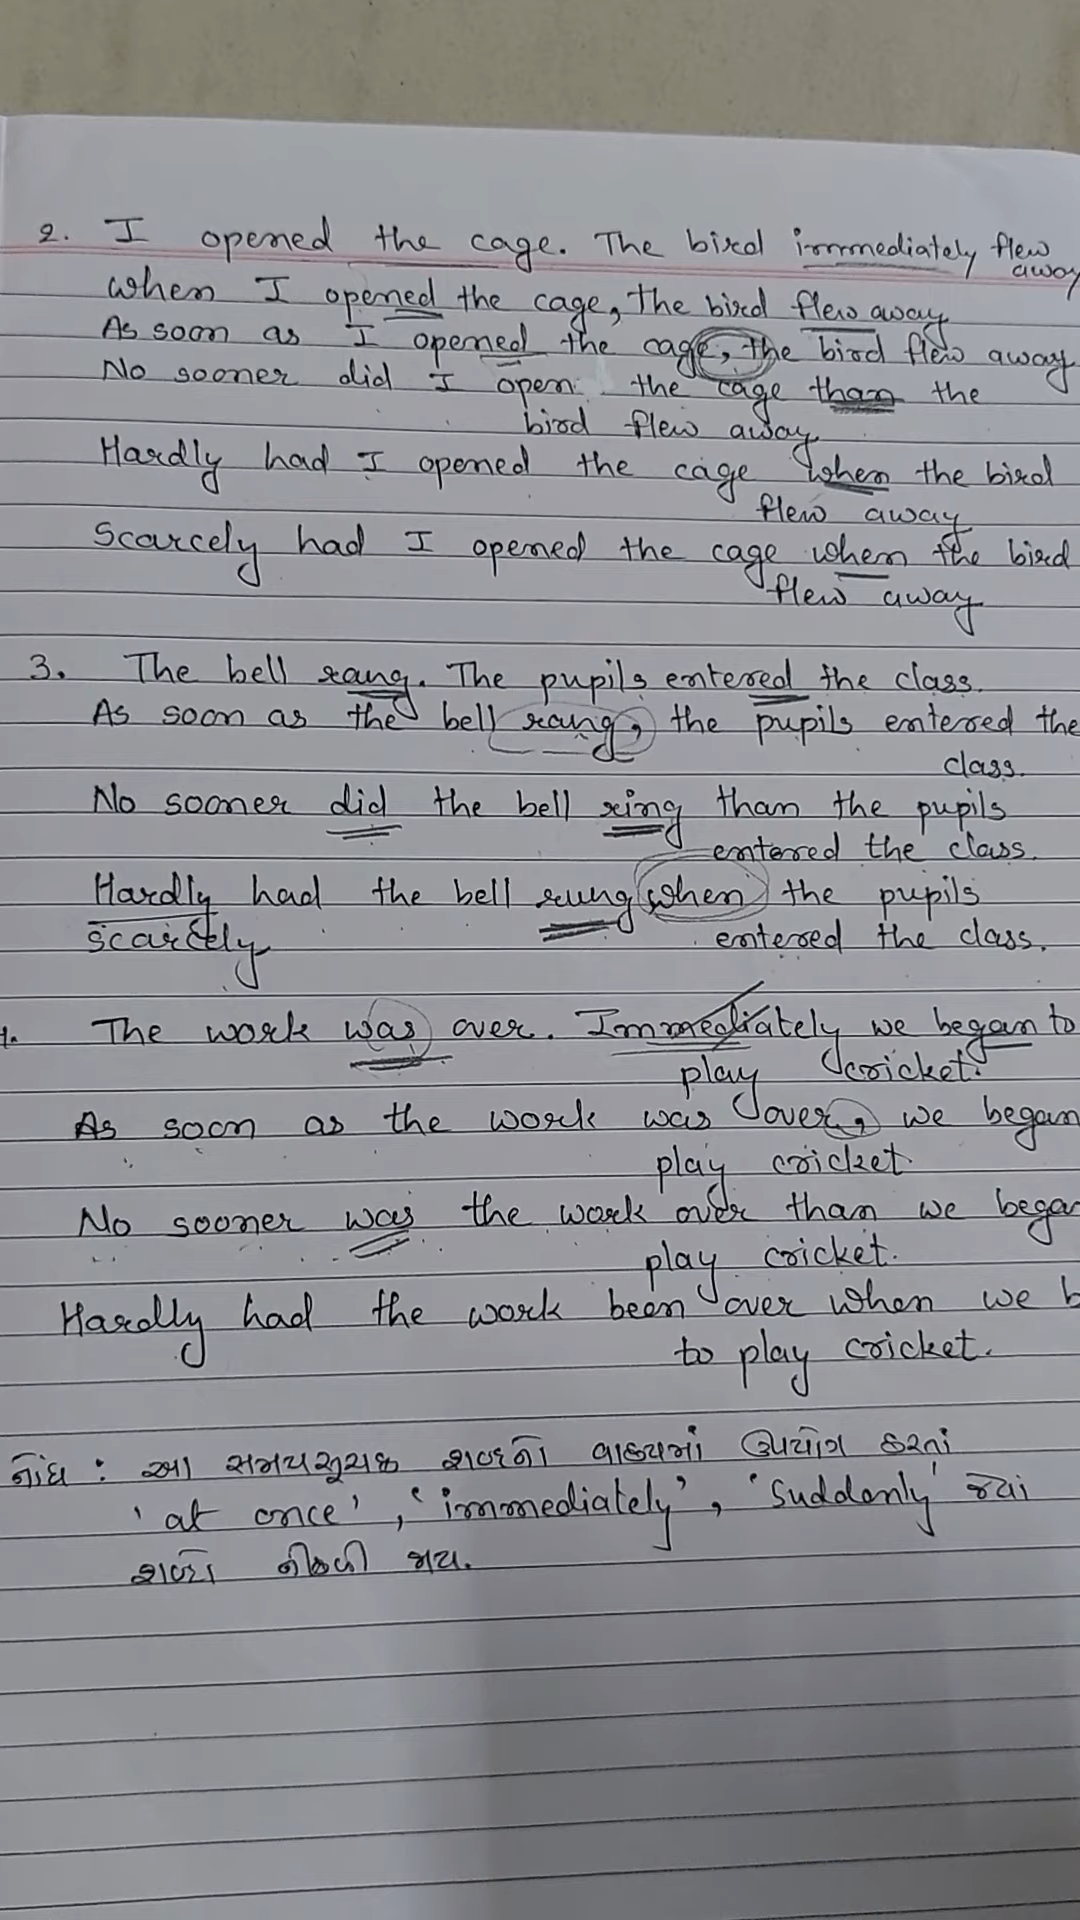 2. I opened the cage. The bird immediately flew away
when I opened the cage, the bird flew away
As soon as I opened the cage, the bird flew away
No sooner did I open the cage than the
bird flew away
Hardly had I opened the cage when the bird
flew away
Scarcely had I opened the cage when the bird
flew away
3. The bell rang. The pupils entered the class.
As soon as the bell rang, the pupils entered the
class.
No sooner did the bell ring than the pupils
entered the class.
Hardly had the bell rung when the pupils
scarcely entered the class.
The work was over. Immediately we began to
play cricket.
As soon as the work was over, we began
play cricket.
No sooner was the work over than we began
play cricket.
Hardly had the work been over when we
to play cricket.
નોંધ : આ સમયસૂચક શબ્દનો વાક્યમાં ઉપયોગ કરતાં
'at once', 'immediately', 'Suddenly' જેવાં
શબ્દો નીકળી જાય.